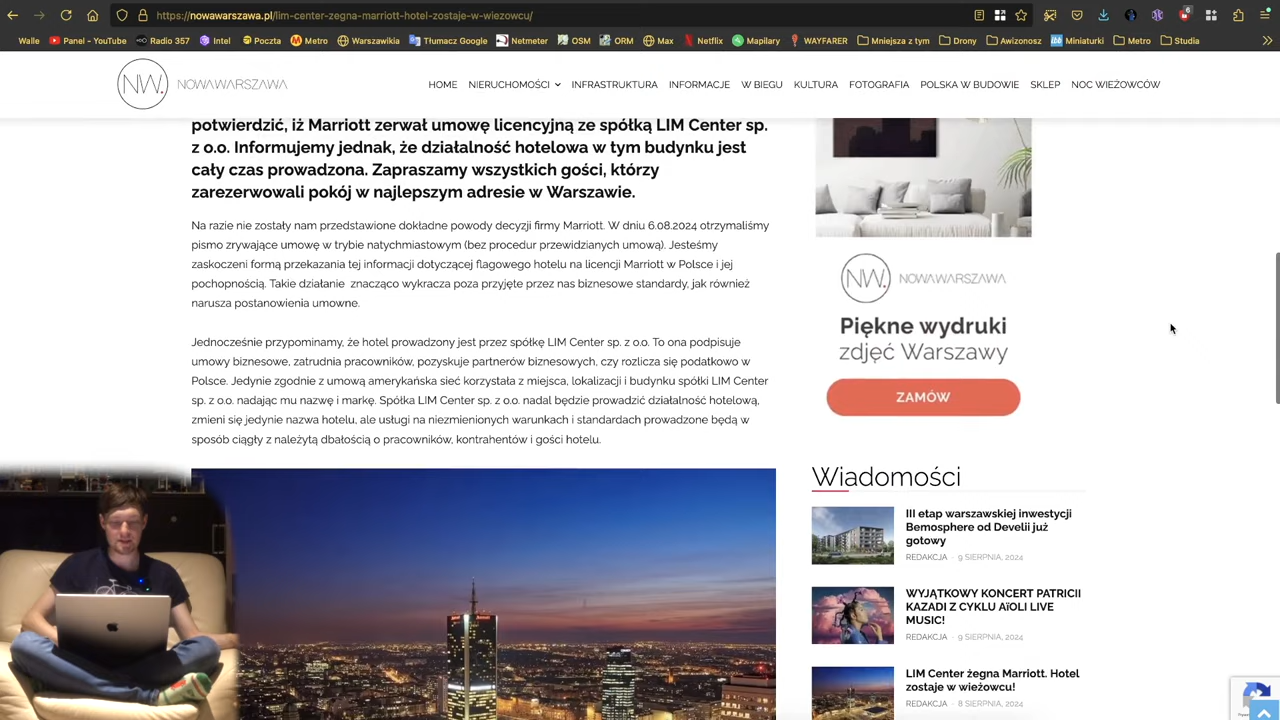 https://nowawarszawa.pl/lim-center-zegna-marriott-hotel-zostaje-w-wiezowcu/
6
Walle Panel - YouTube Radio 357 Intel Poczta Metro Warszawikia Tłumacz Google Netmeter OSM ORM Max Netflix Mapilary WAYFARER Mniejsza z tym Drony Awizonosz Miniaturki Metro Studia
NW. NOWAWARSZAWA
HOME NIERUCHOMOŚCI INFRASTRUKTURA INFORMACJE W BIEGU KULTURA FOTOGRAFIA POLSKA W BUDOWIE SKLEP NOC WIEŻOWCÓW
potwierdzić, iż Marriott zerwał umowę licencyjną ze spółką LIM Center sp.
z o.o. Informujemy jednak, że działalność hotelowa w tym budynku jest
cały czas prowadzona. Zapraszamy wszystkich gości, którzy
zarezerwowali pokój w najlepszym adresie w Warszawie.
Na razie nie zostały nam przedstawione dokładne powody decyzji firmy Marriott. W dniu 6.08.2024 otrzymaliśmy
pismo zrywające umowę w trybie natychmiastowym (bez procedur przewidzianych umową). Jesteśmy
zaskoczeni formą przekazania tej informacji dotyczącej flagowego hotelu na licencji Marriott w Polsce i jej
pochopnością. Takie działanie znacząco wykracza poza przyjęte przez nas biznesowe standardy, jak również
narusza postanowienia umowne.
Jednocześnie przypominamy, że hotel prowadzony jest przez spółkę LIM Center sp. z o.o. To ona podpisuje
umowy biznesowe, zatrudnia pracowników, pozyskuje partnerów biznesowych, czy rozlicza się podatkowo w
Polsce. Jedynie zgodnie z umową amerykańska sieć korzystała z miejsca, lokalizacji i budynku spółki LIM Center
sp. z o.o. nadając mu nazwę i markę. Spółka LIM Center sp. z o.o. nadal będzie prowadzić działalność hotelową,
zmieni się jedynie nazwa hotelu, ale usługi na niezmienionych warunkach i standardach prowadzone będą w
sposób ciągły z należytą dbałością o pracowników, kontrahentów i gości hotelu.
NW. NOWAWARSZAWA
Piękne wydruki
zdjęć Warszawy
ZAMÓW
Wiadomości
III etap warszawskiej inwestycji
Bemosphere od Develii już
gotowy
REDAKCJA - 9 SIERPNIA, 2024
WYJĄTKOWY KONCERT PATRICII
KAZADI Z CYKLU AÏOLI LIVE
MUSIC!
REDAKCJA - 9 SIERPNIA, 2024
LIM Center żegna Marriott. Hotel
zostaje w wieżowcu!
REDAKCJA - 8 SIERPNIA, 2024